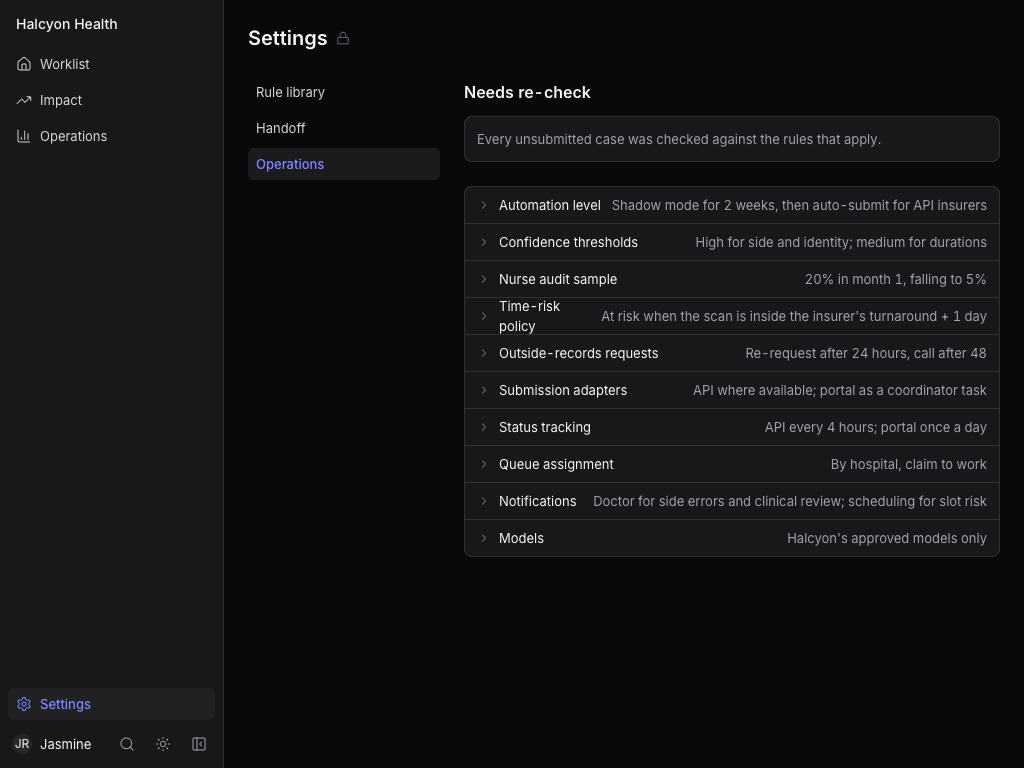 Halcyon Health
Worklist
Impact
Operations
Settings
JR Jasmine
Settings
Rule library
Handoff
Operations
Needs re-check
Every unsubmitted case was checked against the rules that apply.
Automation level Shadow mode for 2 weeks, then auto-submit for API insurers
Confidence thresholds High for side and identity; medium for durations
Nurse audit sample 20% in month 1, falling to 5%
Time-risk
policy
At risk when the scan is inside the insurer's turnaround + 1 day
Outside-records requests Re-request after 24 hours, call after 48
Submission adapters API where available; portal as a coordinator task
Status tracking API every 4 hours; portal once a day
Queue assignment By hospital, claim to work
Notifications Doctor for side errors and clinical review; scheduling for slot risk
Models Halcyon's approved models only